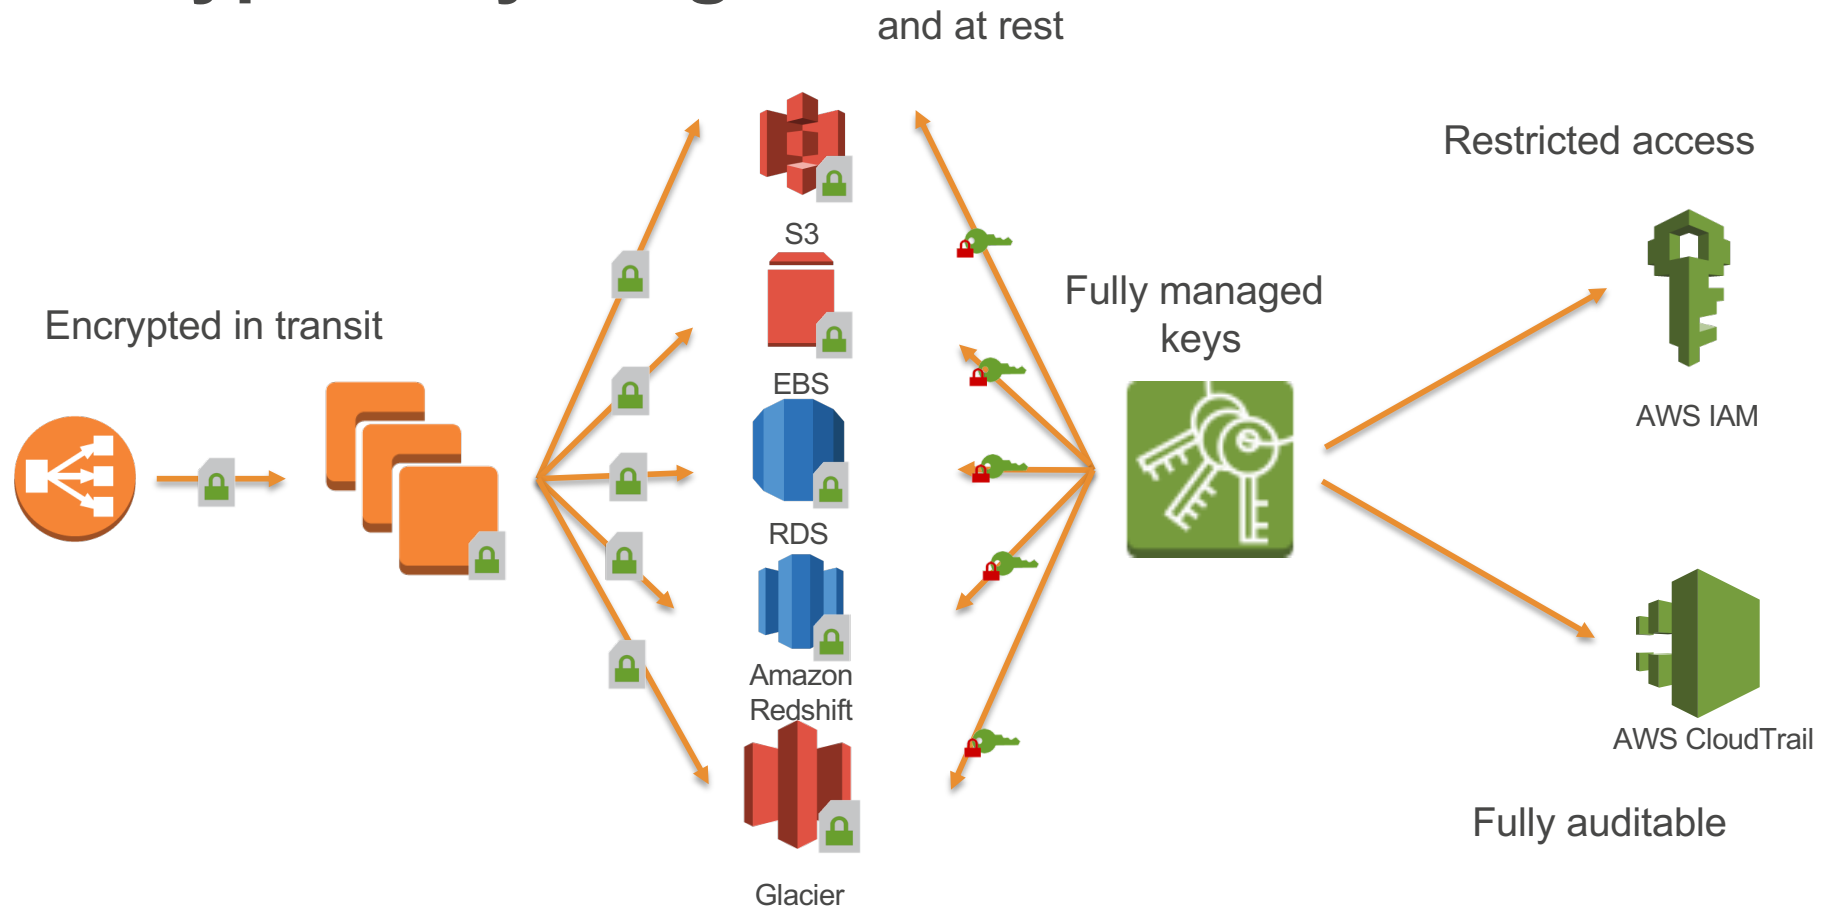 and at rest
Restricted access
S3
Fully managed
keys
Encrypted in transit
EBS
AWS IAM
RDS
Amazon
Redshift
AWS CloudTrail
Fully auditable
Glacier